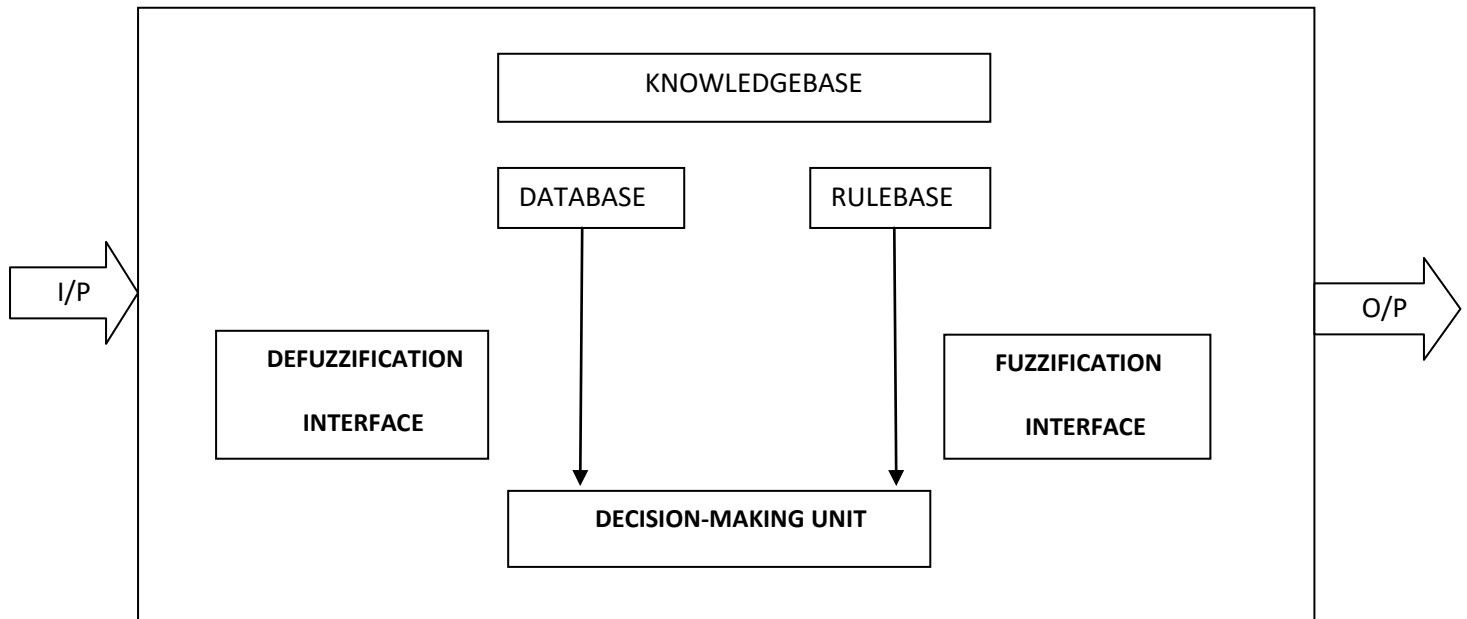 KNOWLEDGEBASE
DATABASE
RULEBASE
I/P
O/P
DEFUZZIFICATION
INTERFACE
FUZZIFICATION
INTERFACE
DECISION-MAKING UNIT